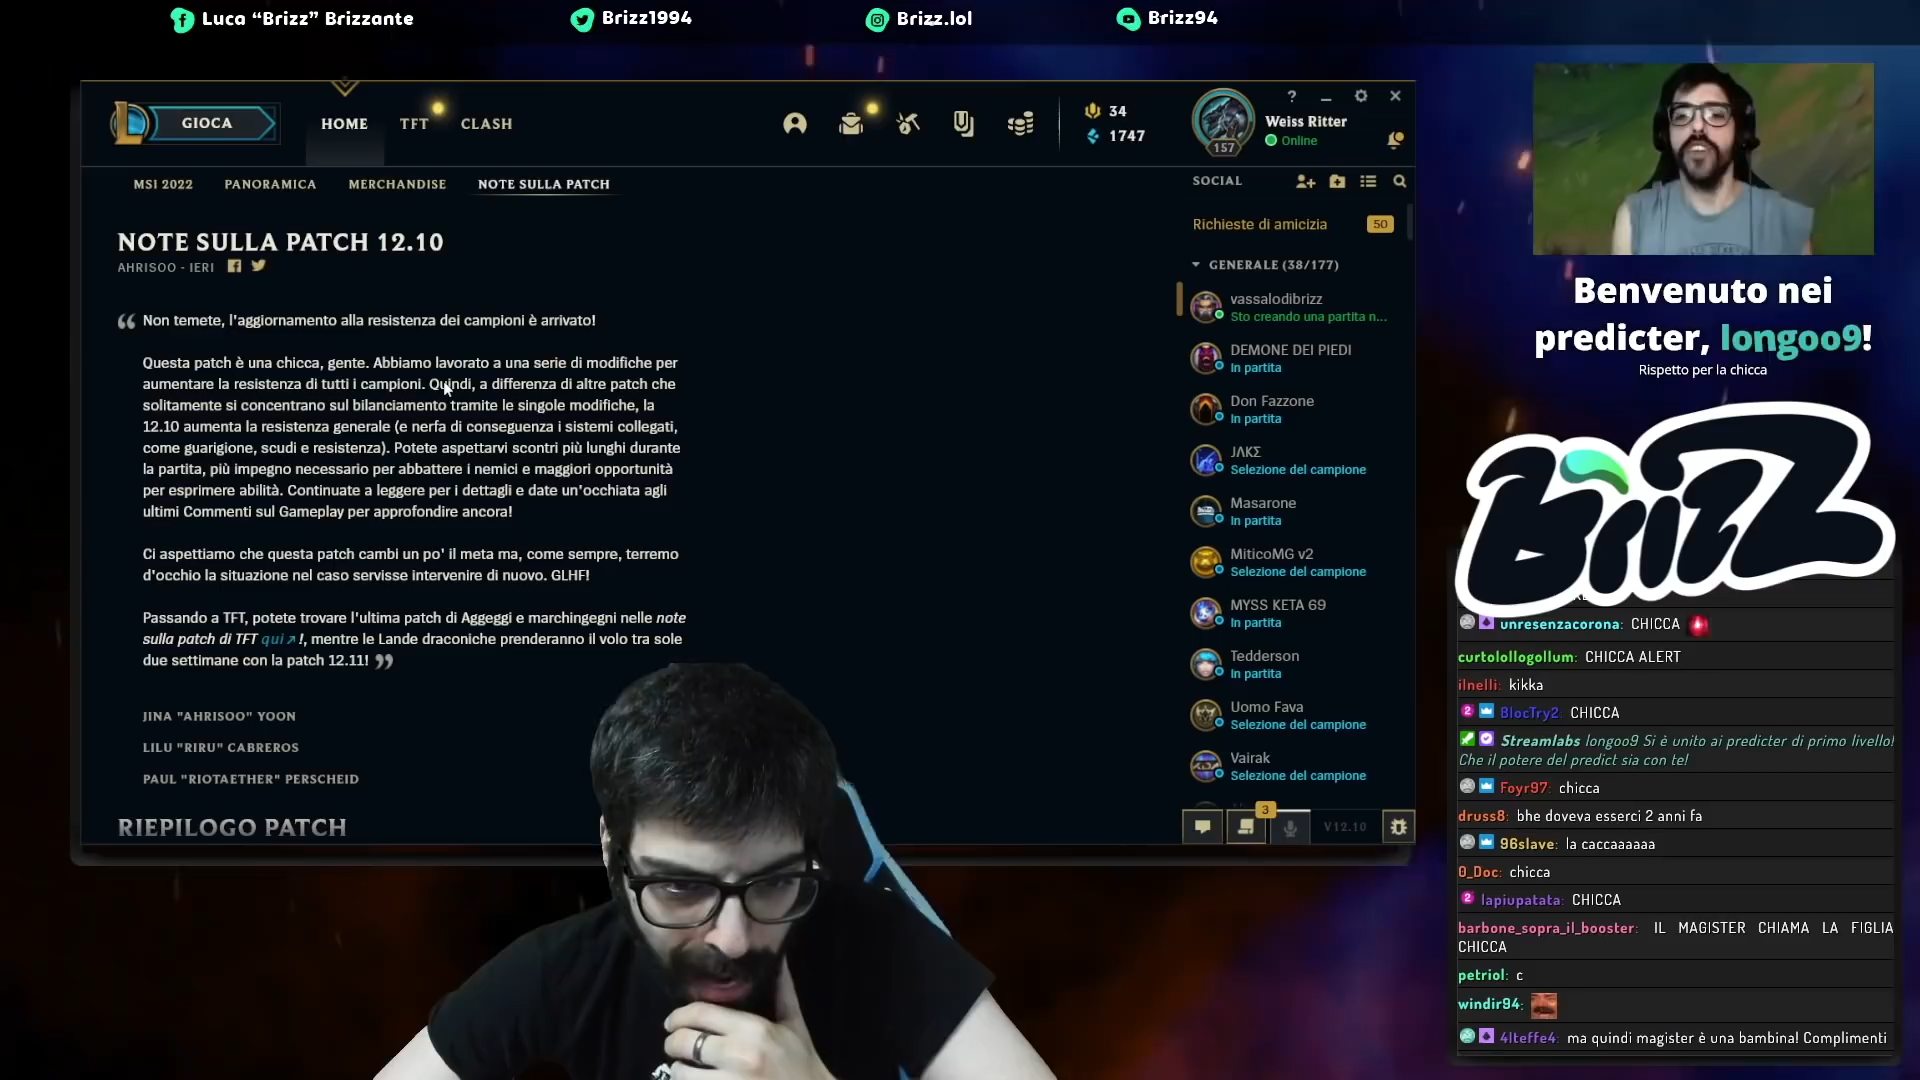 Luca “Brizz” Brizzante
Brizz1994
Brizz.lol
Brizz94
GIOCA
HOME
TFT
CLASH
34
1747
157
Weiss Ritter
Online
MSI 2022
PANORAMICA
MERCHANDISE
NOTE SULLA PATCH
NOTE SULLA PATCH 12.10
AHRISOO - IERI
Non temete, l'aggiornamento alla resistenza dei campioni è arrivato!
Questa patch è una chicca, gente. Abbiamo lavorato a una serie di modifiche per
aumentare la resistenza di tutti i campioni. Quindi, a differenza di altre patch che
solitamente si concentrano sul bilanciamento tramite le singole modifiche, la
12.10 aumenta la resistenza generale (e nerfa di conseguenza i sistemi collegati,
come guarigione, scudi e resistenza). Potete aspettarvi scontri più lunghi durante
la partita, più impegno necessario per abbattere i nemici e maggiori opportunità
per esprimere abilità. Continuate a leggere per i dettagli e date un'occhiata agli
ultimi Commenti sul Gameplay per approfondire ancora!
Ci aspettiamo che questa patch cambi un po' il meta ma, come sempre, terremo
d'occhio la situazione nel caso servisse intervenire di nuovo. GLHF!
Passando a TFT, potete trovare l'ultima patch di Aggeggi e marchingegni nelle note
sulla patch di TFT qui!, mentre le Lande draconiche prenderanno il volo tra sole
due settimane con la patch 12.11!
JINA "AHRISOO" YOON
LILU "RIRU" CABREROS
PAUL "RIOTAETHER" PERSCHEID
RIEPILOGO PATCH
SOCIAL
Richieste di amicizia 50
GENERALE (38/177)
vassalodibrizz
Sto creando una partita n...
DEMONE DEI PIEDI
In partita
Don Fazzone
In partita
JΛKΣ
Selezione del campione
Masarone
In partita
MiticoMG v2
Selezione del campione
MYSS KETA 69
In partita
Tedderson
In partita
Uomo Fava
Selezione del campione
Vairak
Selezione del campione
3
V12.10
Benvenuto nei
predicter, longoo9!
Rispetto per la chicca
Brizz
unresenzacorona: CHICCA
curtolollogollum: CHICCA ALERT
ilnelli: kikka
2 BlocTry2: CHICCA
Streamlabs longoo9 Si è unito ai predicter di primo livello!
Che il potere del predict sia con te!
Foyr97: chicca
druss8: bhe doveva esserci 2 anni fa
96slave: la caccaaaaaa
0_Doc: chicca
2 lapiupatata: CHICCA
barbone_sopra_il_booster: IL MAGISTER CHIAMA LA FIGLIA
CHICCA
petriol: c
windir94:
4lteffe4: ma quindi magister è una bambina! Complimenti